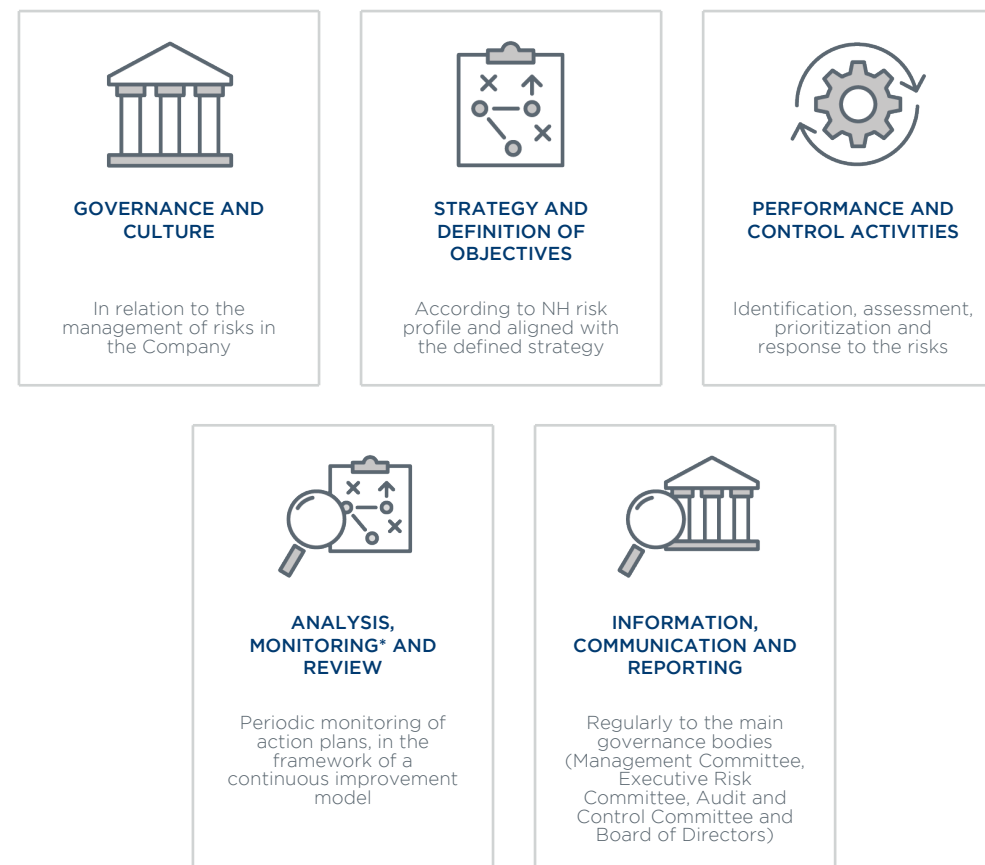 GOVERNANCE AND
CULTURE
In relation to the
management of risks in
the Company
STRATEGY AND
DEFINITION OF
OBJECTIVES
According to NH risk
profile and aligned with
the defined strategy
PERFORMANCE AND
CONTROL ACTIVITIES
Identification, assessment,
prioritization and
response to the risks
ANALYSIS,
MONITORING* AND
REVIEW
Periodic monitoring of
action plans, in the
framework of a
continuous improvement
model
INFORMATION,
COMMUNICATION AND
REPORTING
Regularly to the main
governance bodies
(Management Committee,
Executive Risk
Committee, Audit and
Control Committee and
Board of Directors)